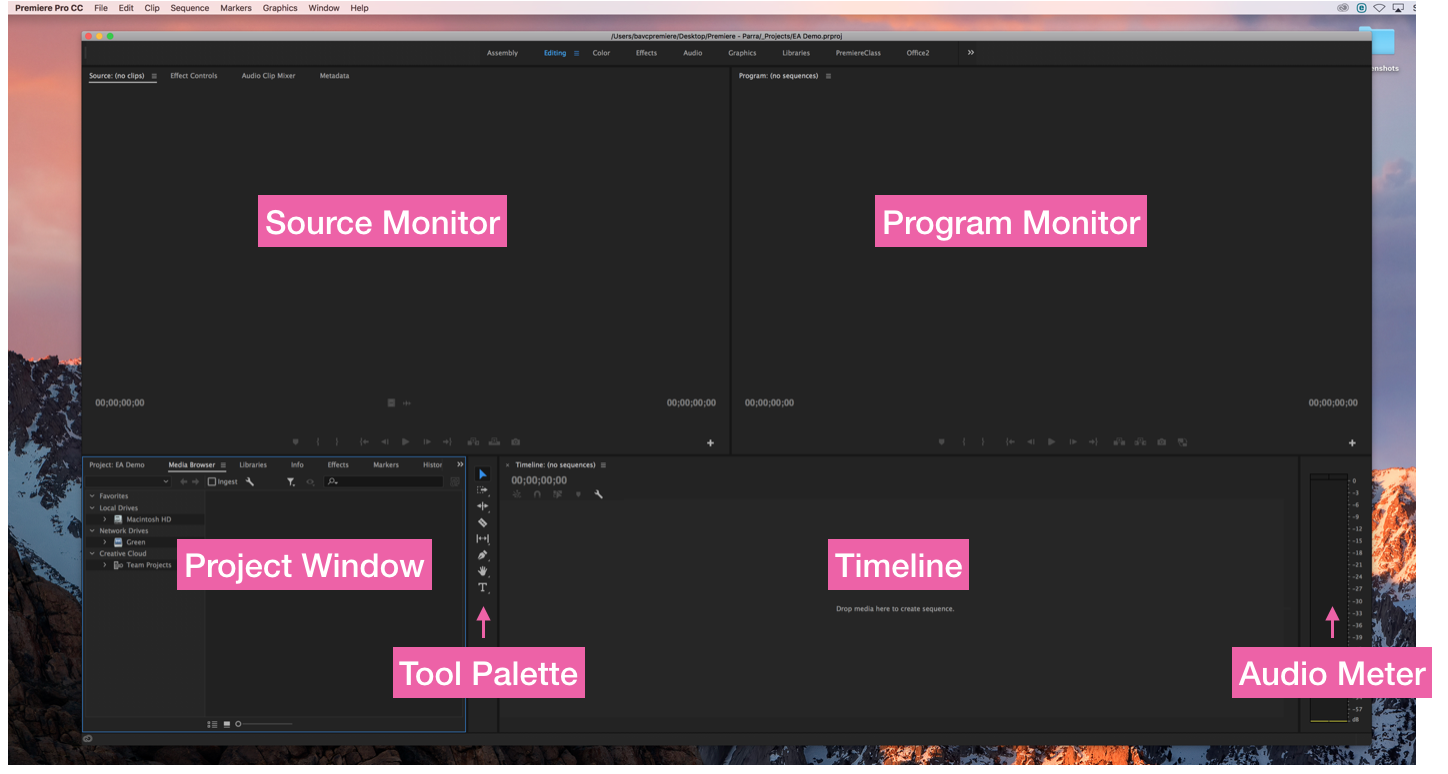 Premiere Pro CC File Edit Clip Sequence Markers Graphics Window Help
/Users/bavcpremiere/Desktop/Premiere - Parra/_Projects/EA Demo.prproj
Assembly Editing Color Effects Audio Graphics Libraries PremiereClass Office2
enshots
Source: (no clips) Effect Controls Audio Clip Mixer Metadata
Program: (no sequences)
Source Monitor
Program Monitor
00;00;00;00 00;00;00;00
00;00;00;00 00;00;00;00
Project: EA Demo Media Browser Libraries Info Effects Markers Histor
Timeline: (no sequences)
00;00;00;00
Ingest
Favorites
Local Drives
Macintosh HD
Network Drives
Green
Creative Cloud
Team Projects
Project Window
Timeline
Drop media here to create sequence.
Tool Palette
Audio Meter
0
-3
-6
-9
-12
-15
-18
-21
-24
-27
-30
-33
-36
-39
-57
dB